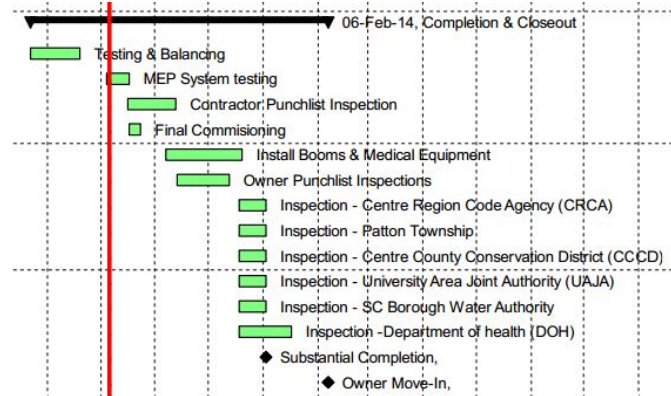 06-Feb-14, Completion & Closeout
Testing & Balancing
MEP System testing
Contractor Punchlist Inspection
Final Commisioning
Install Booms & Medical Equipment
Owner Punchlist Inspections
Inspection - Centre Region Code Agency (CRCA)
Inspection - Patton Township
Inspection - Centre County Conservation District (CCCD)
Inspection - University Area Joint Authority (UAJA)
Inspection - SC Borough Water Authority
Inspection -Department of health (DOH)
Substantial Completion,
Owner Move-In,